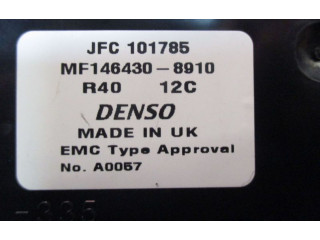 JFC 101785
MF146430-8910
R40 12C
DENSO
MADE IN UK
EMC Type Approval
No. A0057